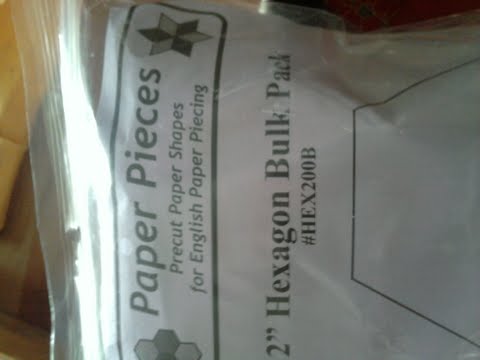 Paper Pieces
Precut Paper Shapes
for English Paper Piecing
2” Hexagon Bulk Pack
#HEX200B